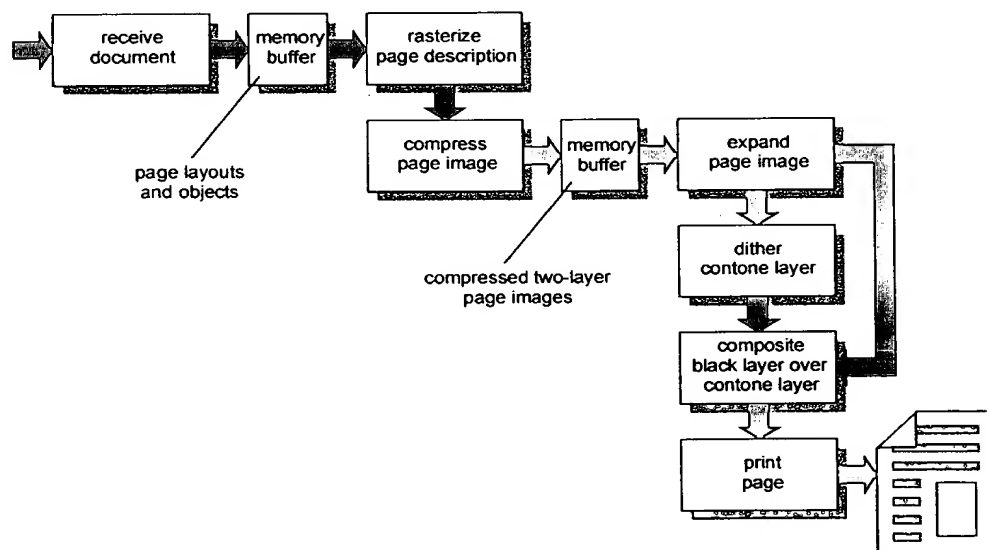 receive
document
memory
buffer
rasterize
page description
compress
page image
memory
buffer
expand
page image
page layouts
and objects
dither
contone layer
compressed two-layer
page images
composite
black layer over
contone layer
print
page